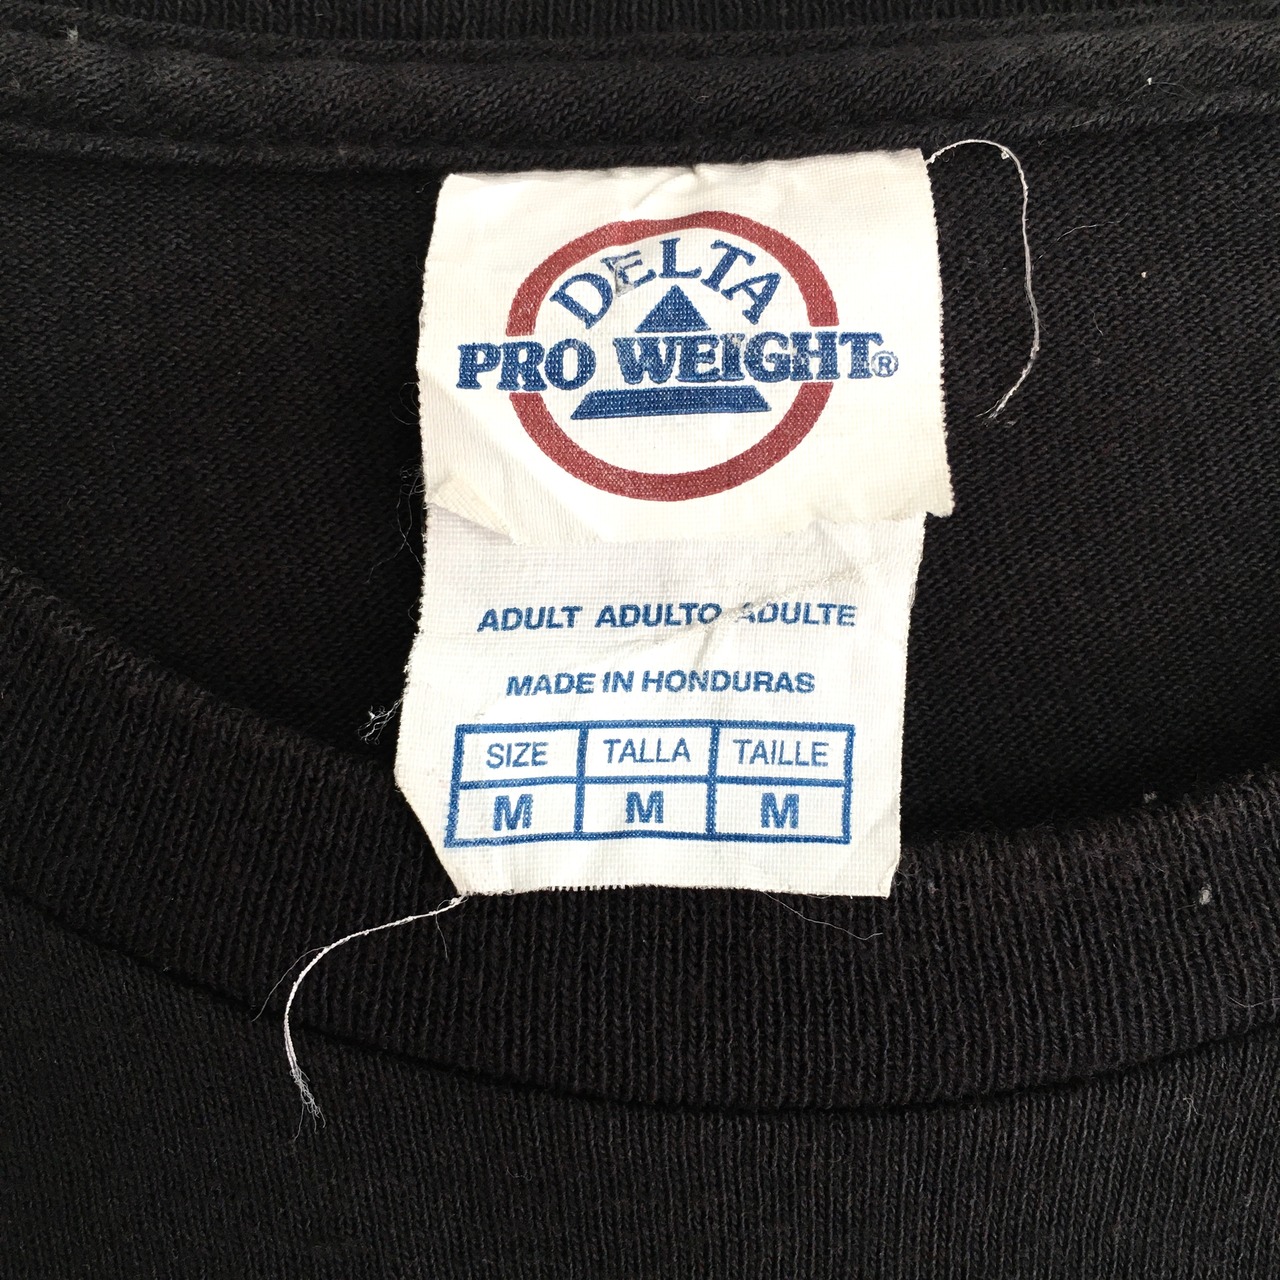 DELTA
PRO WEIGHT®
ADULT ADULTO ADULTE
MADE IN HONDURAS
SIZE TALLA TAILLE
M M M